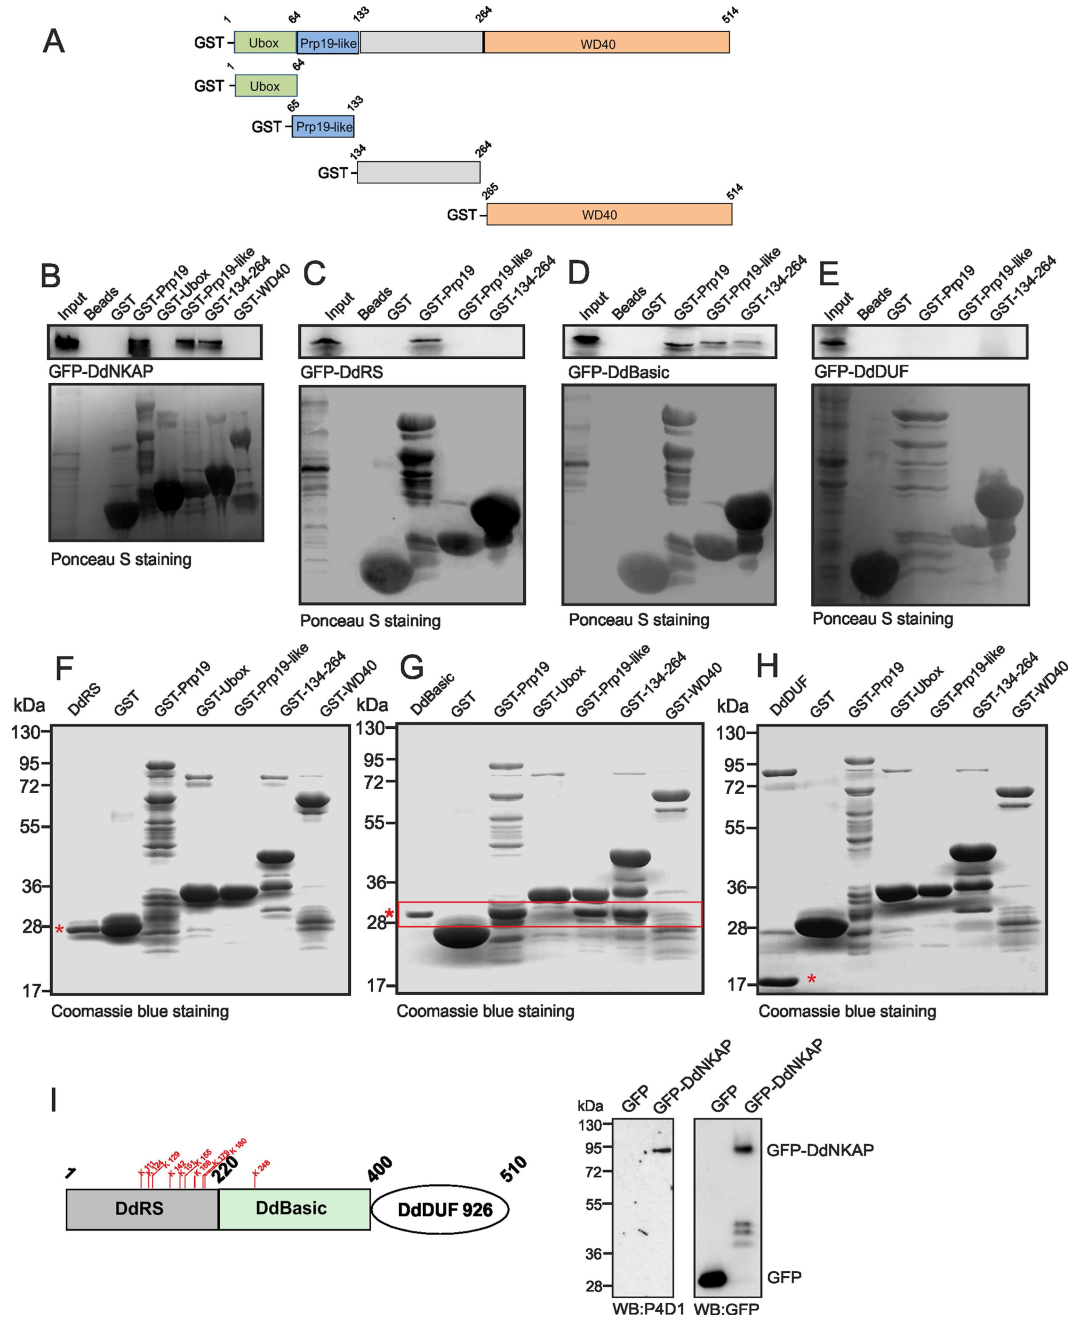 A
1 64 133 264 514
GST Ubox Prp19-like WD40
1 64
GST Ubox
65 133
GST Prp19-like
134 264
GST
265 514
GST WD40
B
Input Beads GST GST-Prp19 GST-Ubox GST-Prp19-like GST-134-264 GST-WD40
GFP-DdNKAP
Ponceau S staining
C
Input Beads GST GST-Prp19 GST-Prp19-like GST-134-264
GFP-DdRS
Ponceau S staining
D
Input Beads GST GST-Prp19 GST-Prp19-like GST-134-264
GFP-DdBasic
Ponceau S staining
E
Input Beads GST GST-Prp19 GST-Prp19-like GST-134-264
GFP-DdDUF
Ponceau S staining
F
kDa DdRS GST GST-Prp19 GST-Ubox GST-Prp19-like GST-134-264 GST-WD40
130
95
72
55
36
28
*
17
Coomassie blue staining
G
kDa DdBasic GST GST-Prp19 GST-Ubox GST-Prp19-like GST-134-264 GST-WD40
130
95
72
55
36
*
28
17
Coomassie blue staining
H
kDa DdDUF GST GST-Prp19 GST-Ubox GST-Prp19-like GST-134-264 GST-WD40
130
95
72
55
36
28
17
*
Coomassie blue staining
I
1 K 124 K 129 K 142 K 151 K 155 K 168 K 179 K 180 220 K 248 400 510
DdRS DdBasic DdDUF 926
kDa GFP GFP-DdNKAP GFP GFP-DdNKAP
130
95
72
55
36
28
GFP-DdNKAP
GFP
WB:P4D1 WB:GFP